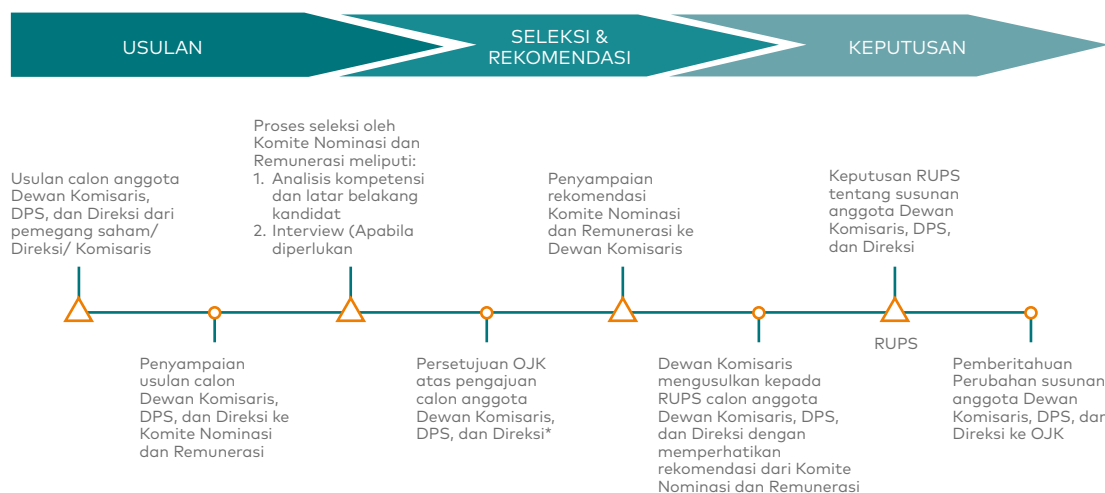 USULAN
SELEKSI &
REKOMENDASI
KEPUTUSAN
Usulan calon anggota
Dewan Komisaris,
DPS, dan Direksi dari
pemegang saham/
Direksi/ Komisaris
Penyampaian
usulan calon
Dewan Komisaris,
DPS, dan Direksi ke
Komite Nominasi
dan Remunerasi
Proses seleksi oleh
Komite Nominasi dan
Remunerasi meliputi:
1. Analisis kompetensi
dan latar belakang
kandidat
2. Interview (Apabila
diperlukan
Persetujuan OJK
atas pengajuan
calon anggota
Dewan Komisaris,
DPS, dan Direksi*
Penyampaian
rekomendasi
Komite Nominasi
dan Remunerasi ke
Dewan Komisaris
Dewan Komisaris
mengusulkan kepada
RUPS calon anggota
Dewan Komisaris, DPS,
dan Direksi dengan
memperhatikan
rekomendasi dari Komite
Nominasi dan Remunerasi
Keputusan RUPS
tentang susunan
anggota Dewan
Komisaris, DPS,
dan Direksi
RUPS
Pemberitahuan
Perubahan susunan
anggota Dewan
Komisaris, DPS, dan
Direksi ke OJK